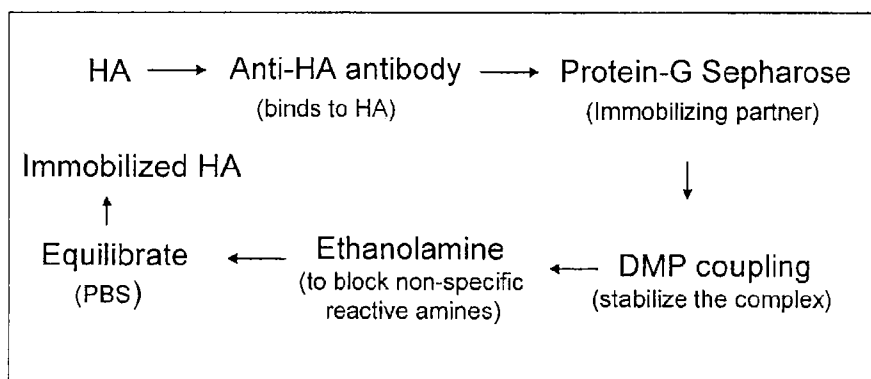 HA → Anti-HA antibody → Protein-G Sepharose
(binds to HA) (Immobilizing partner)
↓
DMP coupling
(stabilize the complex)
←
Ethanolamine
(to block non-specific
reactive amines)
←
Equilibrate
(PBS)
↑
Immobilized HA